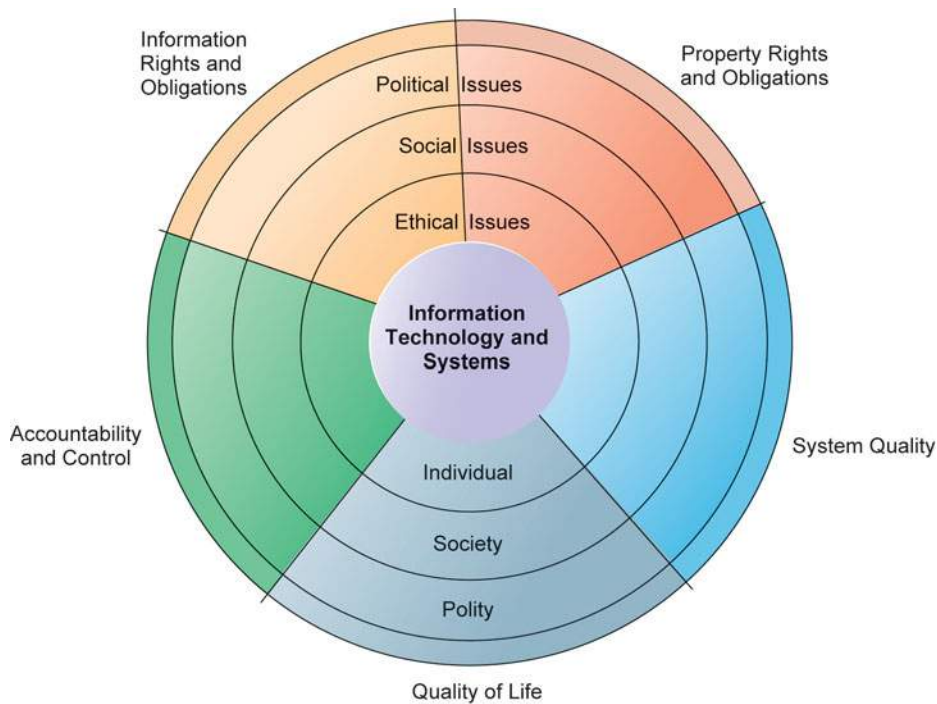 Information
Rights and
Obligations
Property Rights
and Obligations
Political Issues
Social Issues
Ethical Issues
Information
Technology and
Systems
Accountability
and Control
System Quality
Individual
Society
Polity
Quality of Life